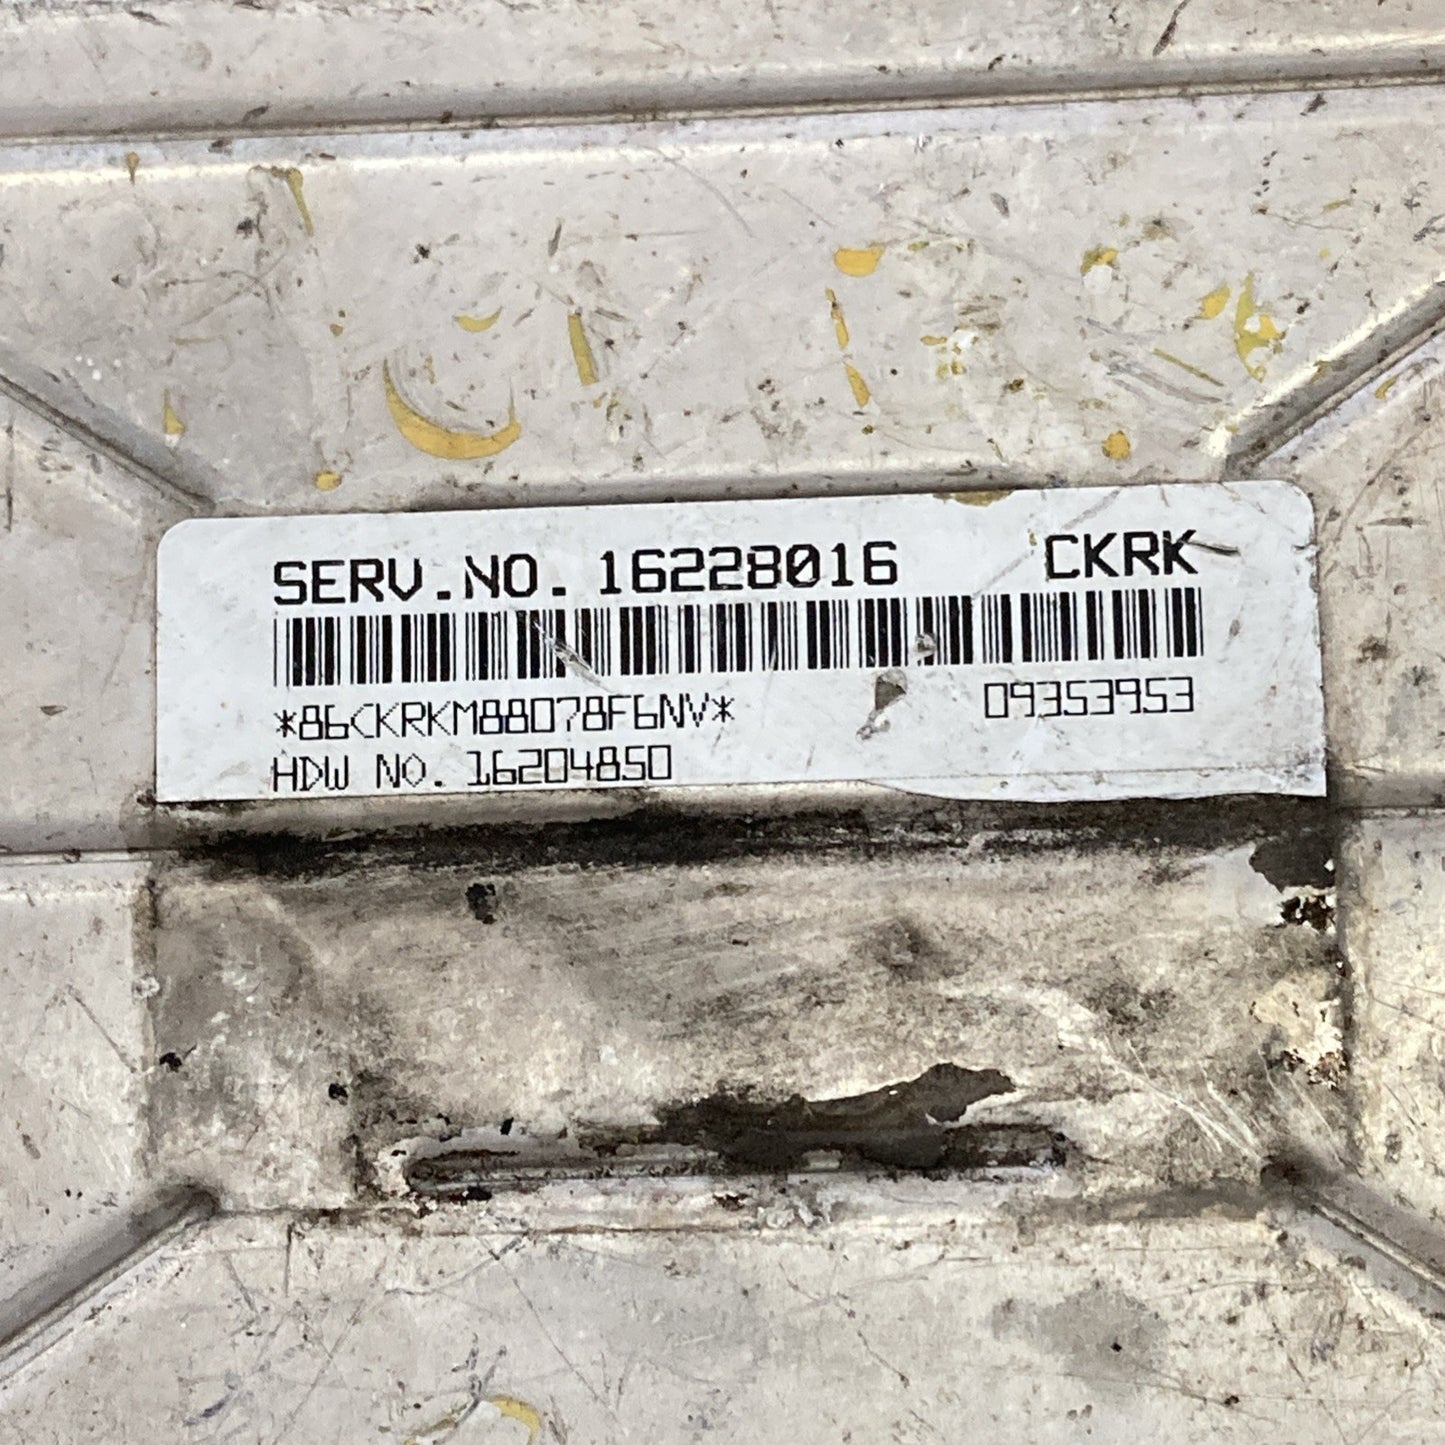 SERV.NO. 16228016 CKRK
*86CKRKM88078F6NV* 09353953
HDW NO. 16204850